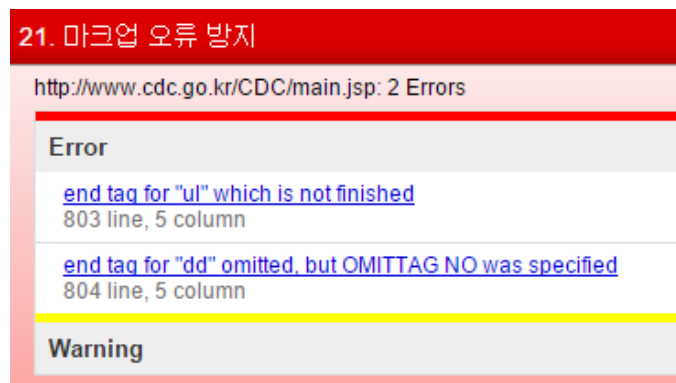 21. 마크업 오류 방지
http://www.cdc.go.kr/CDC/main.jsp: 2 Errors
Error
end tag for "ul" which is not finished
803 line, 5 column
end tag for "dd" omitted, but OMITTAG NO was specified
804 line, 5 column
Warning